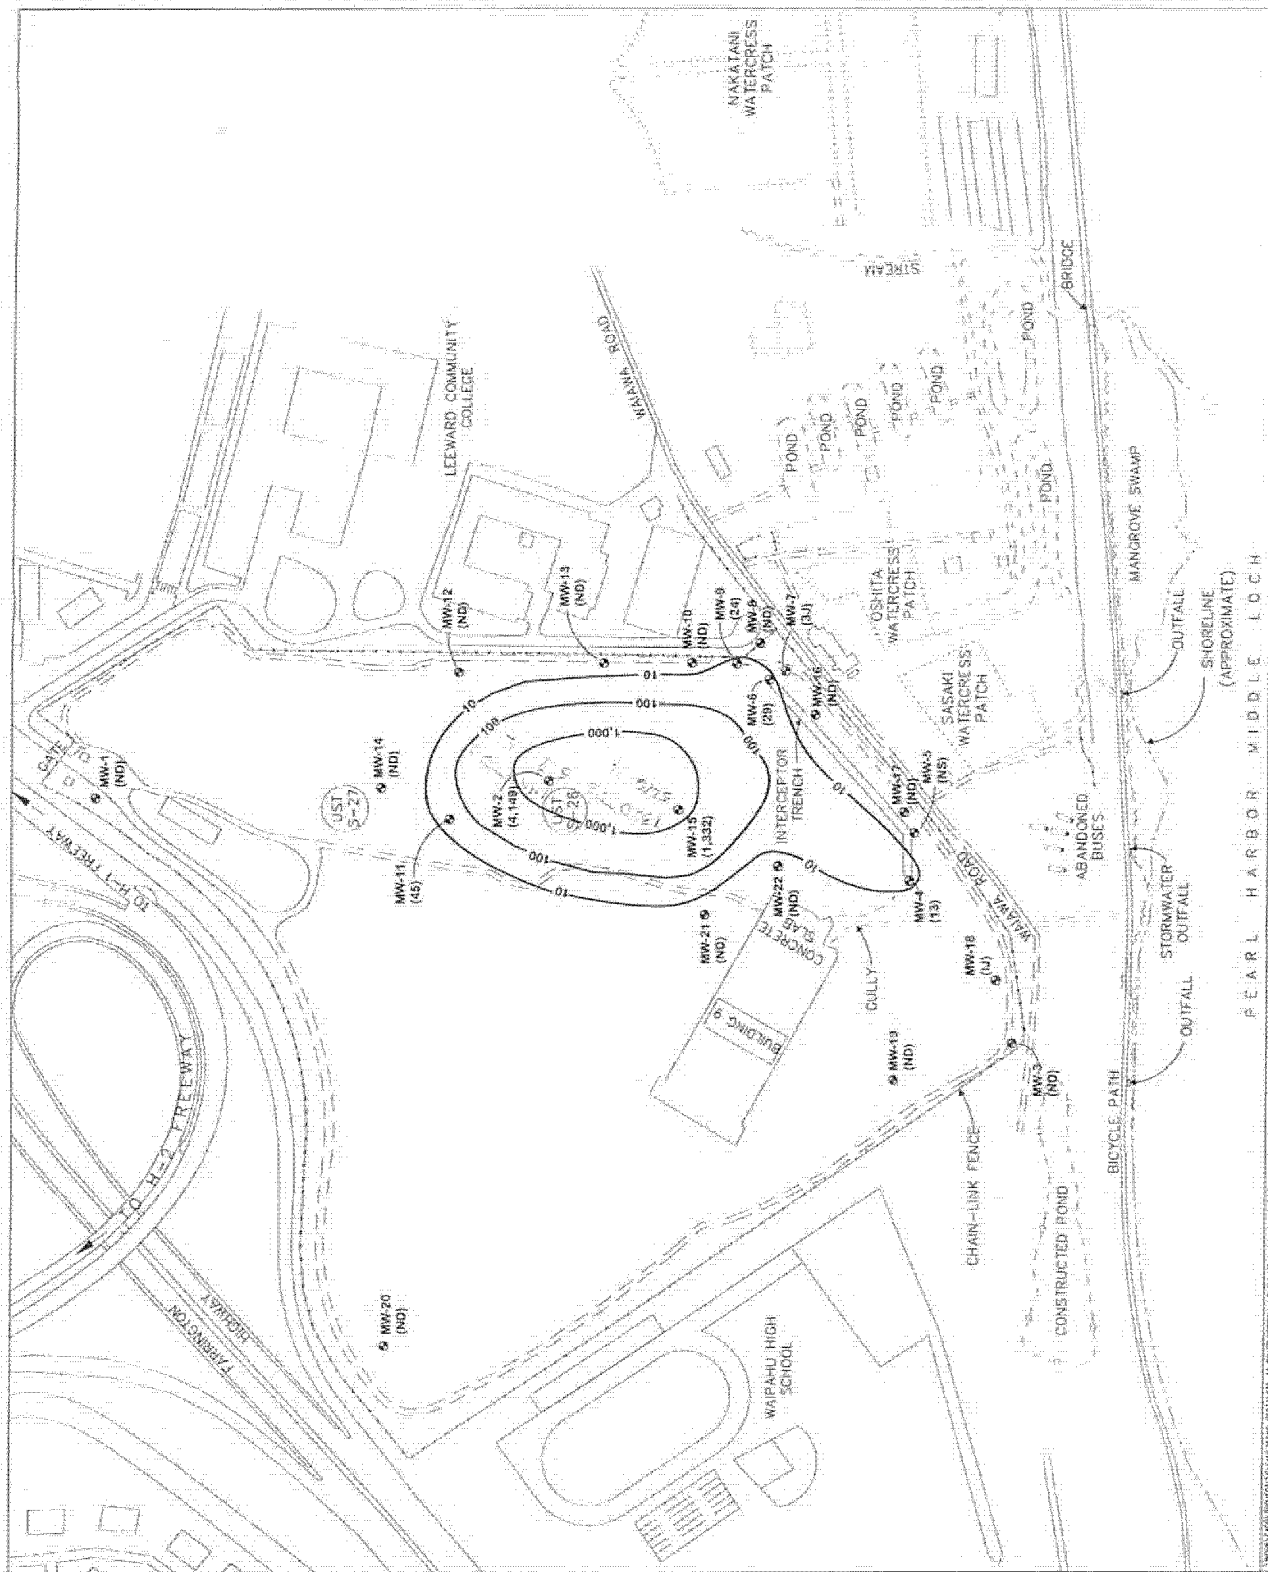 NAKATANI
WATERCRESS
PATCH
STREAM
BRIDGE
WAIAWA ROAD
LEEWARD COMMUNITY
COLLEGE
POND
POND
POND
POND
POND
POND
POND
MANGROVE SWAMP
OUTFALL
SHORELINE
(APPROXIMATE)
PEARL HARBOR MIDDLE LOCH
OSHITA
WATERCRESS
PATCH
SASAKI
WATERCRESS
PATCH
ABANDONED
BUSES
STORMWATER
OUTFALL
OUTFALL
BICYCLE PATH
WAIAWA ROAD
GATE
TO H-1 FREEWAY
TO H-2 FREEWAY
FARRINGTON
HIGHWAY
UST
S-27
UST
MW-1
(ND)
MW-14
(ND)
MW-12
(ND)
MW-13
(ND)
MW-10
(ND)
MW-9
(24)
MW-8
(ND)
MW-7
(3J)
MW-6
(29)
MW-16
(ND)
MW-17
(ND)
MW-5
(NS)
MW-4
(13)
MW-2
(4,149)
MW-15
(1,332)
MW-11
(45)
MW-21
(ND)
MW-22
(ND)
MW-18
(IJ)
MW-19
(ND)
MW-3
(ND)
MW-20
(ND)
10
10
10
10
10
100
100
100
100
1,000
1,000
INTERCEPTOR
TRENCH
CONCRETE
SLAB
BUILDING 9
GULLY
CHAIN-LINK FENCE
CONSTRUCTED POND
WAIPAHU HIGH
SCHOOL